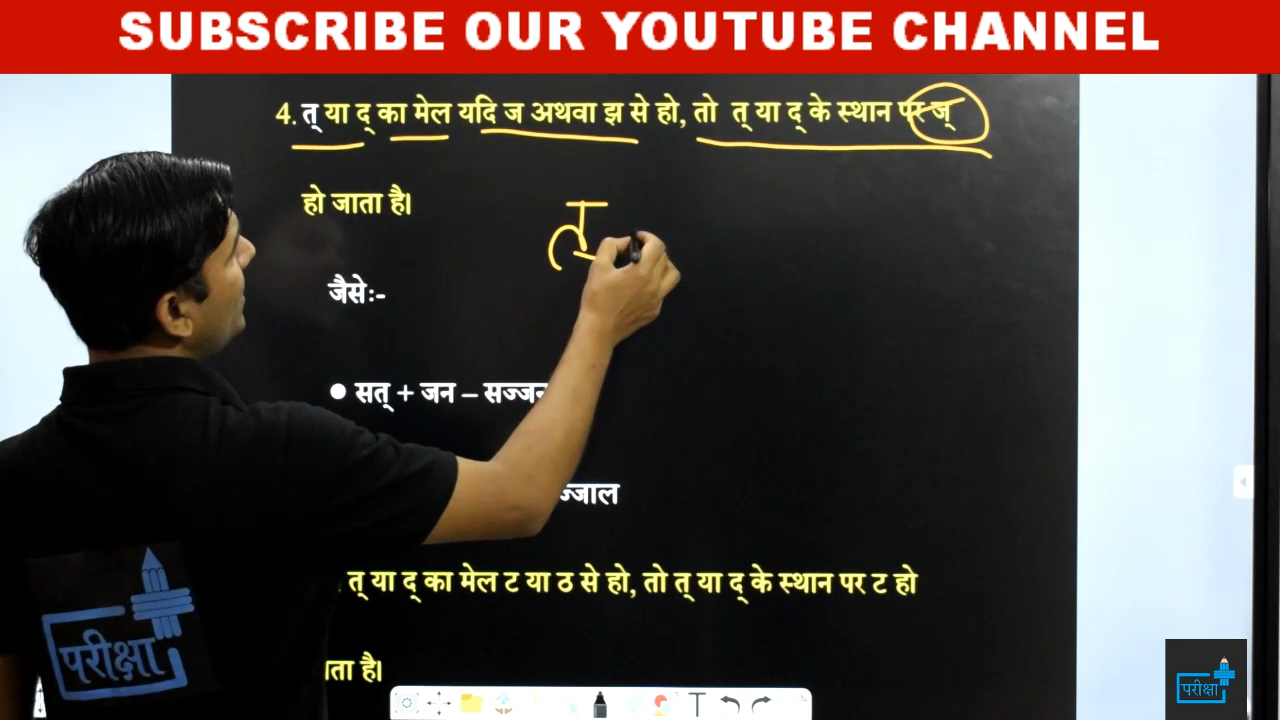 SUBSCRIBE OUR YOUTUBE CHANNEL
4. त् या द् का मेल यदि ज अथवा झ से हो, तो त् या द् के स्थान पर ज्
हो जाता है।
त्
जैसेः-
● सत् + जन – सज्जन
ज्जाल
त् या द् का मेल ट या ठ से हो, तो त् या द् के स्थान पर ट हो
ाता है।
परीक्षा
T
परीक्षा